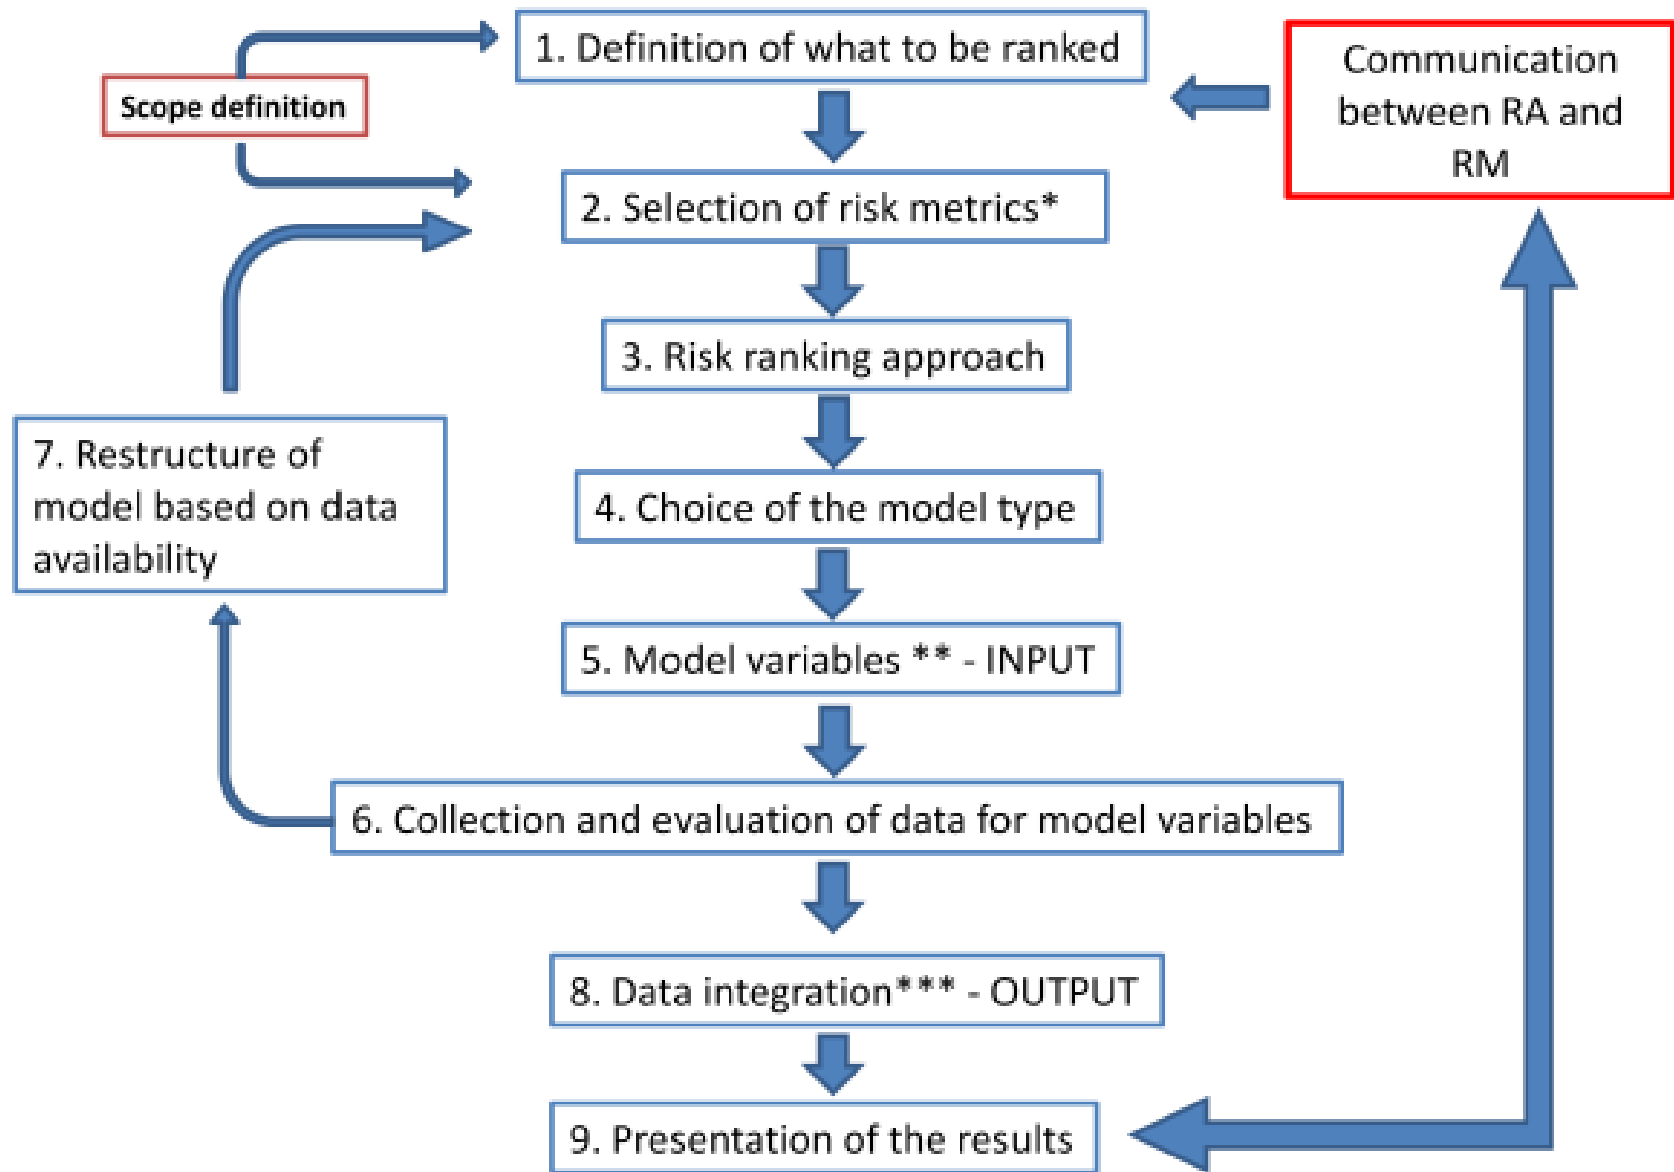 1. Definition of what to be ranked
Scope definition
Communication
between RA and
RM
2. Selection of risk metrics*
3. Risk ranking approach
7. Restructure of
model based on data
availability
4. Choice of the model type
5. Model variables ** - INPUT
6. Collection and evaluation of data for model variables
8. Data integration*** - OUTPUT
9. Presentation of the results